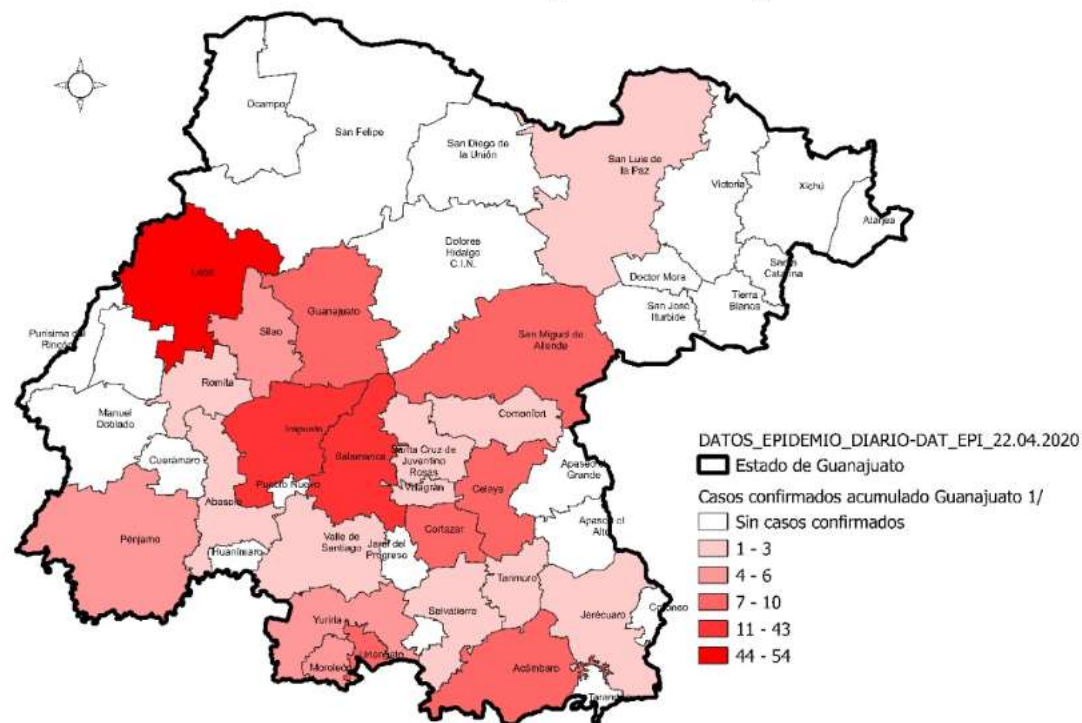 Ocampo
San Felipe
San Diego de
la Unión
San Luis de
la Paz
Victoria
Xichú
Atarjea
Dolores
Hidalgo
C.I.N.
Doctor Mora
Santa
Catarina
Tierra
Blanca
San José
Iturbide
León
Guanajuato
Silao
San Miguel de
Allende
Purísima del
Rincón
Romita
Manuel
Doblado
Comonfort
Irapuato
Salamanca
Santa Cruz de
Juventino
Rosas
Villagrán
Celaya
Apaseo el
Grande
Cuerámaro
Pueblo Nuevo
Abasolo
Cortazar
Apaseo el
Alto
Pénjamo
Huanímaro
Valle de
Santiago
Jaral del
Progreso
Tarimoro
Salvatierra
Jerécuaro
Coroneo
Yuriria
Uriangato
Moroleón
Acámbaro
DATOS_EPIDEMIO_DIARIO-DAT_EPI_22.04.2020
Estado de Guanajuato
Casos confirmados acumulado Guanajuato 1/
Sin casos confirmados
1 - 3
4 - 6
7 - 10
11 - 43
44 - 54